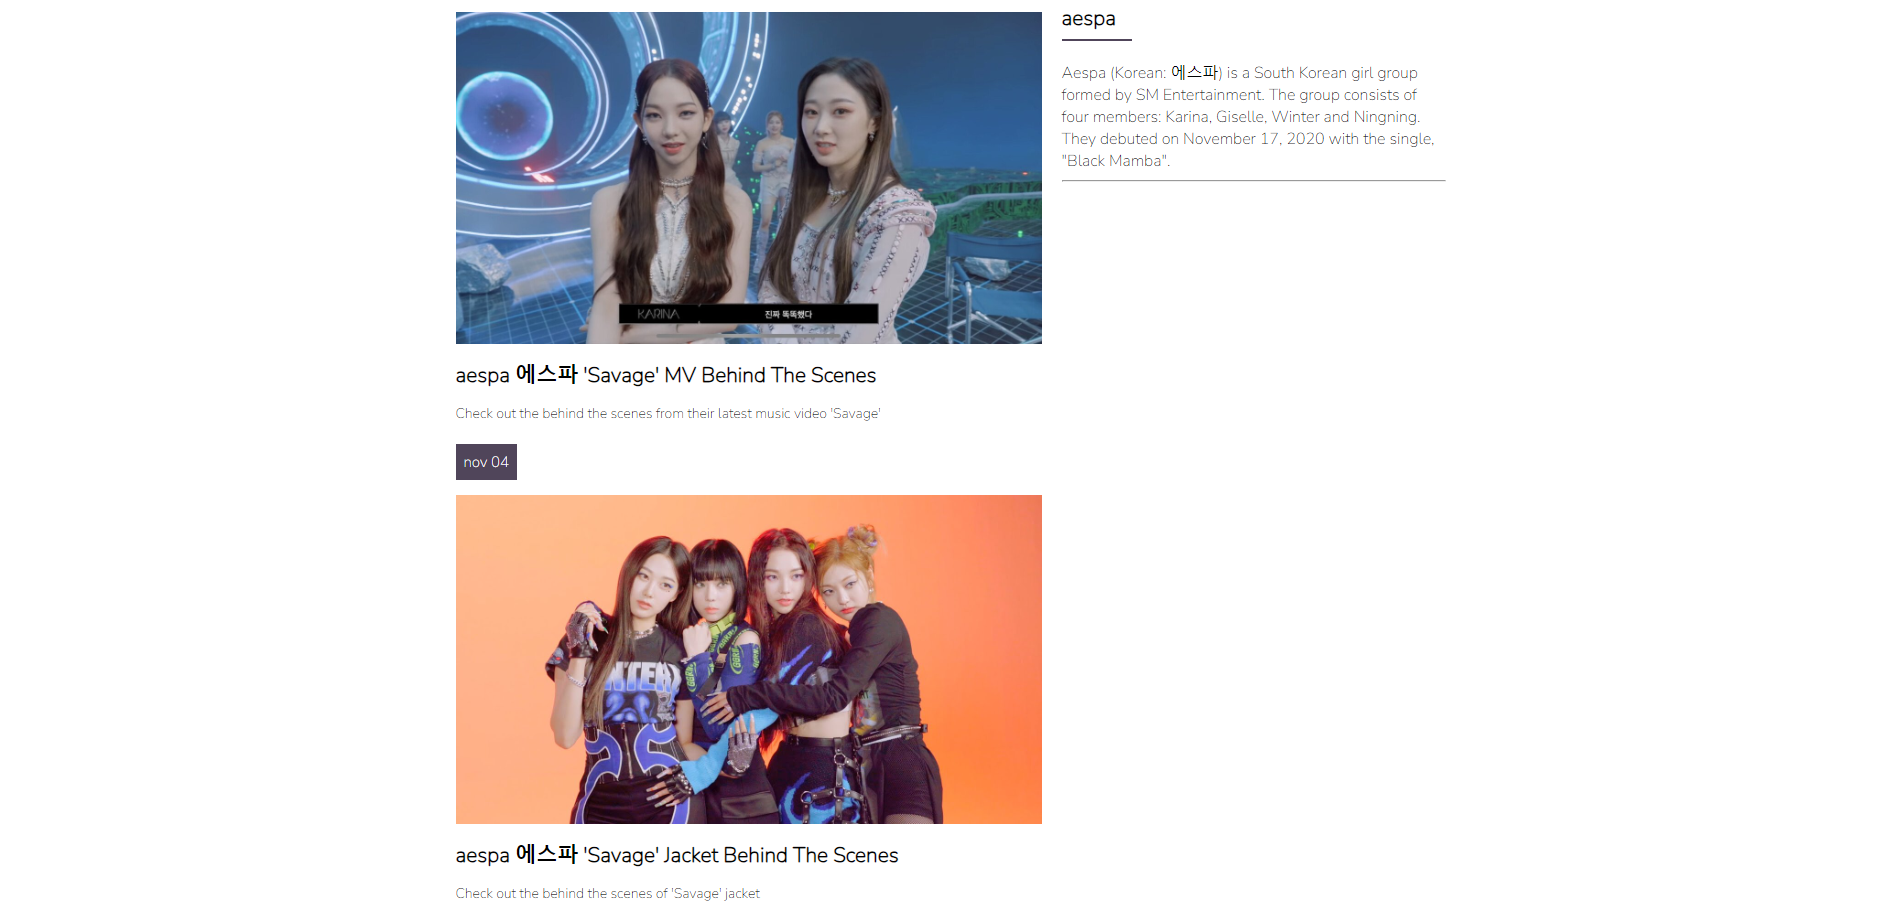 KARINA 진짜 똑똑했다
aespa 에스파 'Savage' MV Behind The Scenes
Check out the behind the scenes from their latest music video 'Savage'
nov 04
aespa 에스파 'Savage' Jacket Behind The Scenes
Check out the behind the scenes of 'Savage' jacket
aespa
Aespa (Korean: 에스파) is a South Korean girl group
formed by SM Entertainment. The group consists of
four members: Karina, Giselle, Winter and Ningning.
They debuted on November 17, 2020 with the single,
"Black Mamba".